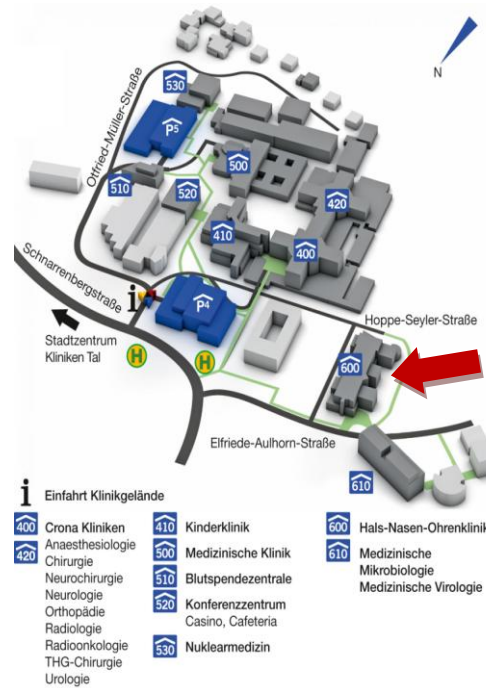 N
530
Otfried-Müller-Straße
P5
500
510
520
420
410
400
Schnarrenbergstraße
i
P4
Hoppe-Seyler-Straße
Stadtzentrum
Kliniken Tal
H
H
600
Elfriede-Aulhorn-Straße
610
i Einfahrt Klinikgelände
400 Crona Kliniken
420 Anaesthesiologie
Chirurgie
Neurochirurgie
Neurologie
Orthopädie
Radiologie
Radioonkologie
THG-Chirurgie
Urologie
410 Kinderklinik
500 Medizinische Klinik
510 Blutspendezentrale
520 Konferenzzentrum
Casino, Cafeteria
530 Nuklearmedizin
600 Hals-Nasen-Ohrenklinik
610 Medizinische
Mikrobiologie
Medizinische Virologie